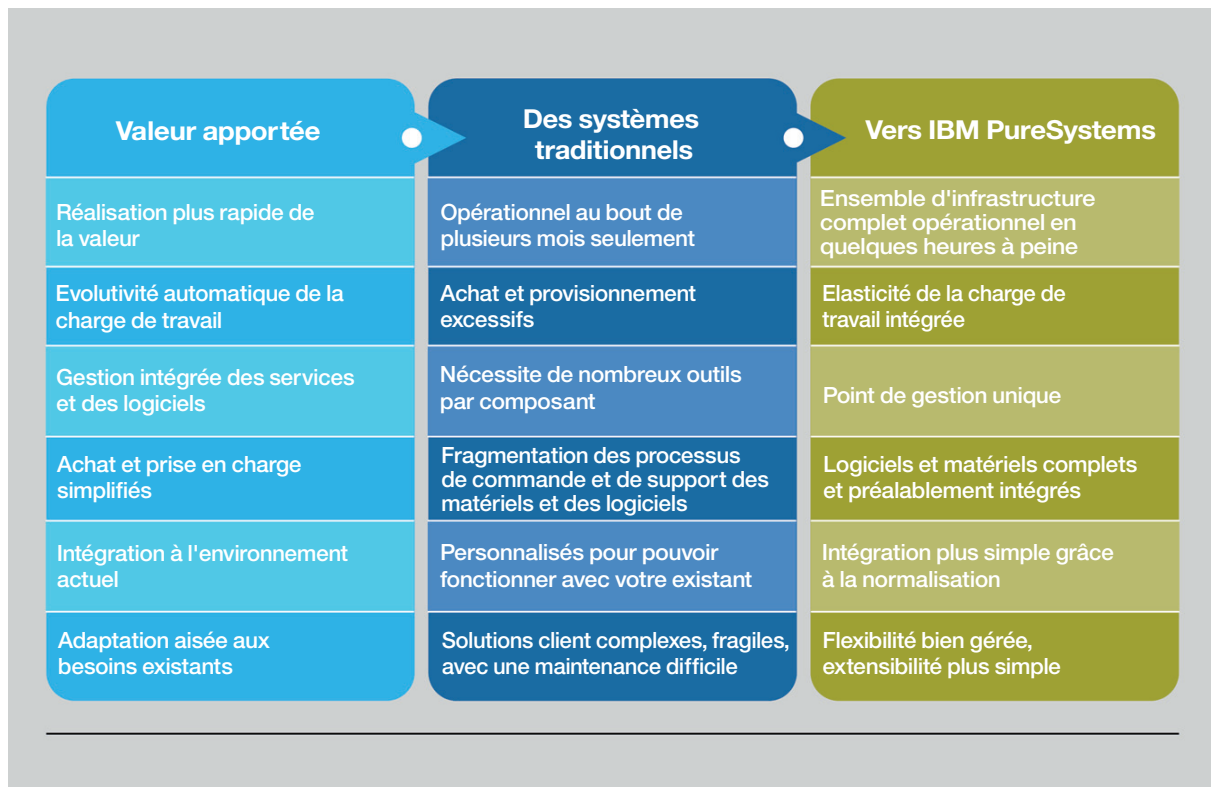 Valeur apportée
Des systèmes
traditionnels
Vers IBM PureSystems
Réalisation plus rapide de
la valeur
Opérationnel au bout de
plusieurs mois seulement
Ensemble d'infrastructure
complet opérationnel en
quelques heures à peine
Evolutivité automatique de la
charge de travail
Achat et provisionnement
excessifs
Elasticité de la charge de
travail intégrée
Gestion intégrée des services
et des logiciels
Nécessite de nombreux outils
par composant
Point de gestion unique
Achat et prise en charge
simplifiés
Fragmentation des processus
de commande et de support des
matériels et des logiciels
Logiciels et matériels complets
et préalablement intégrés
Intégration à l'environnement
actuel
Personnalisés pour pouvoir
fonctionner avec votre existant
Intégration plus simple grâce
à la normalisation
Adaptation aisée aux
besoins existants
Solutions client complexes, fragiles,
avec une maintenance difficile
Flexibilité bien gérée,
extensibilité plus simple